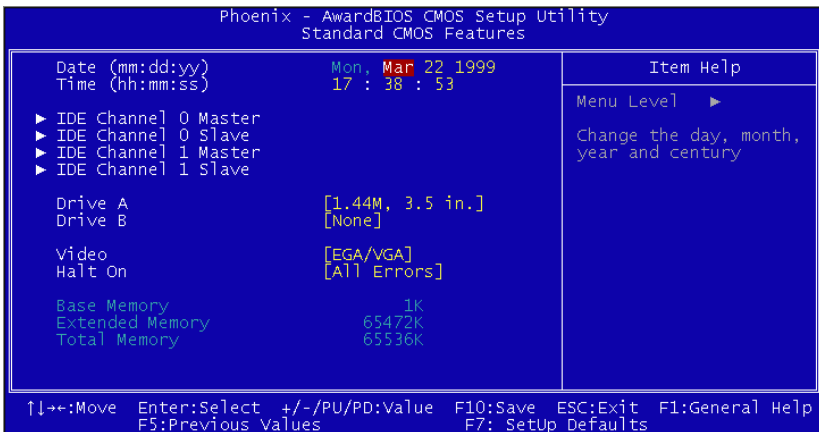 Phoenix - AwardBIOS CMOS Setup Utility
Standard CMOS Features
Date (mm:dd:yy) Mon, Mar 22 1999
Time (hh:mm:ss) 17 : 38 : 53
► IDE Channel 0 Master
► IDE Channel 0 Slave
► IDE Channel 1 Master
► IDE Channel 1 Slave
Drive A [1.44M, 3.5 in.]
Drive B [None]
Video [EGA/VGA]
Halt On [All Errors]
Base Memory 1K
Extended Memory 65472K
Total Memory 65536K
Item Help
Menu Level ►
Change the day, month,
year and century
↑↓→←:Move Enter:Select +/-/PU/PD:Value F10:Save ESC:Exit F1:General Help
F5:Previous Values F7: SetUp Defaults